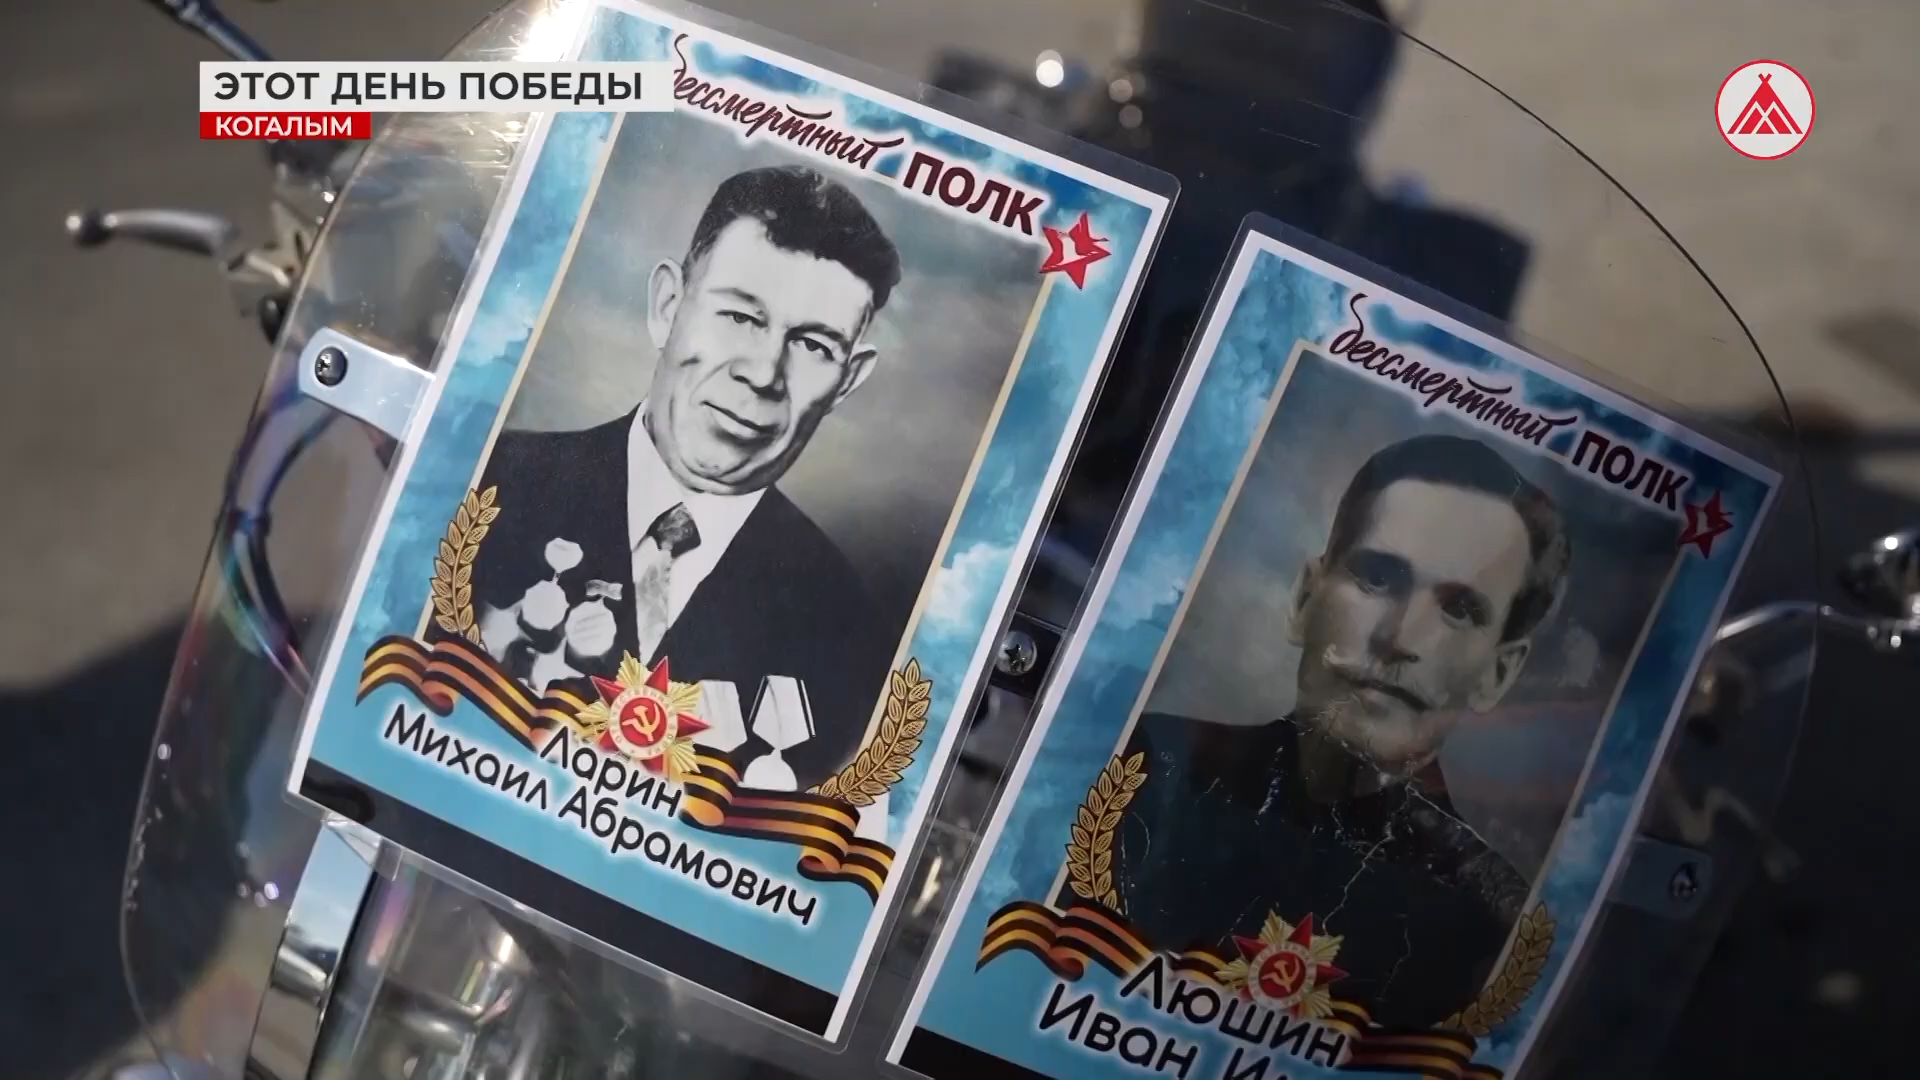 ЭТОТ ДЕНЬ ПОБЕДЫ
КОГАЛЫМ
бессмертный ПОЛК
Ларин
Михаил Абрамович
бессмертный ПОЛК
Люшин
Иван